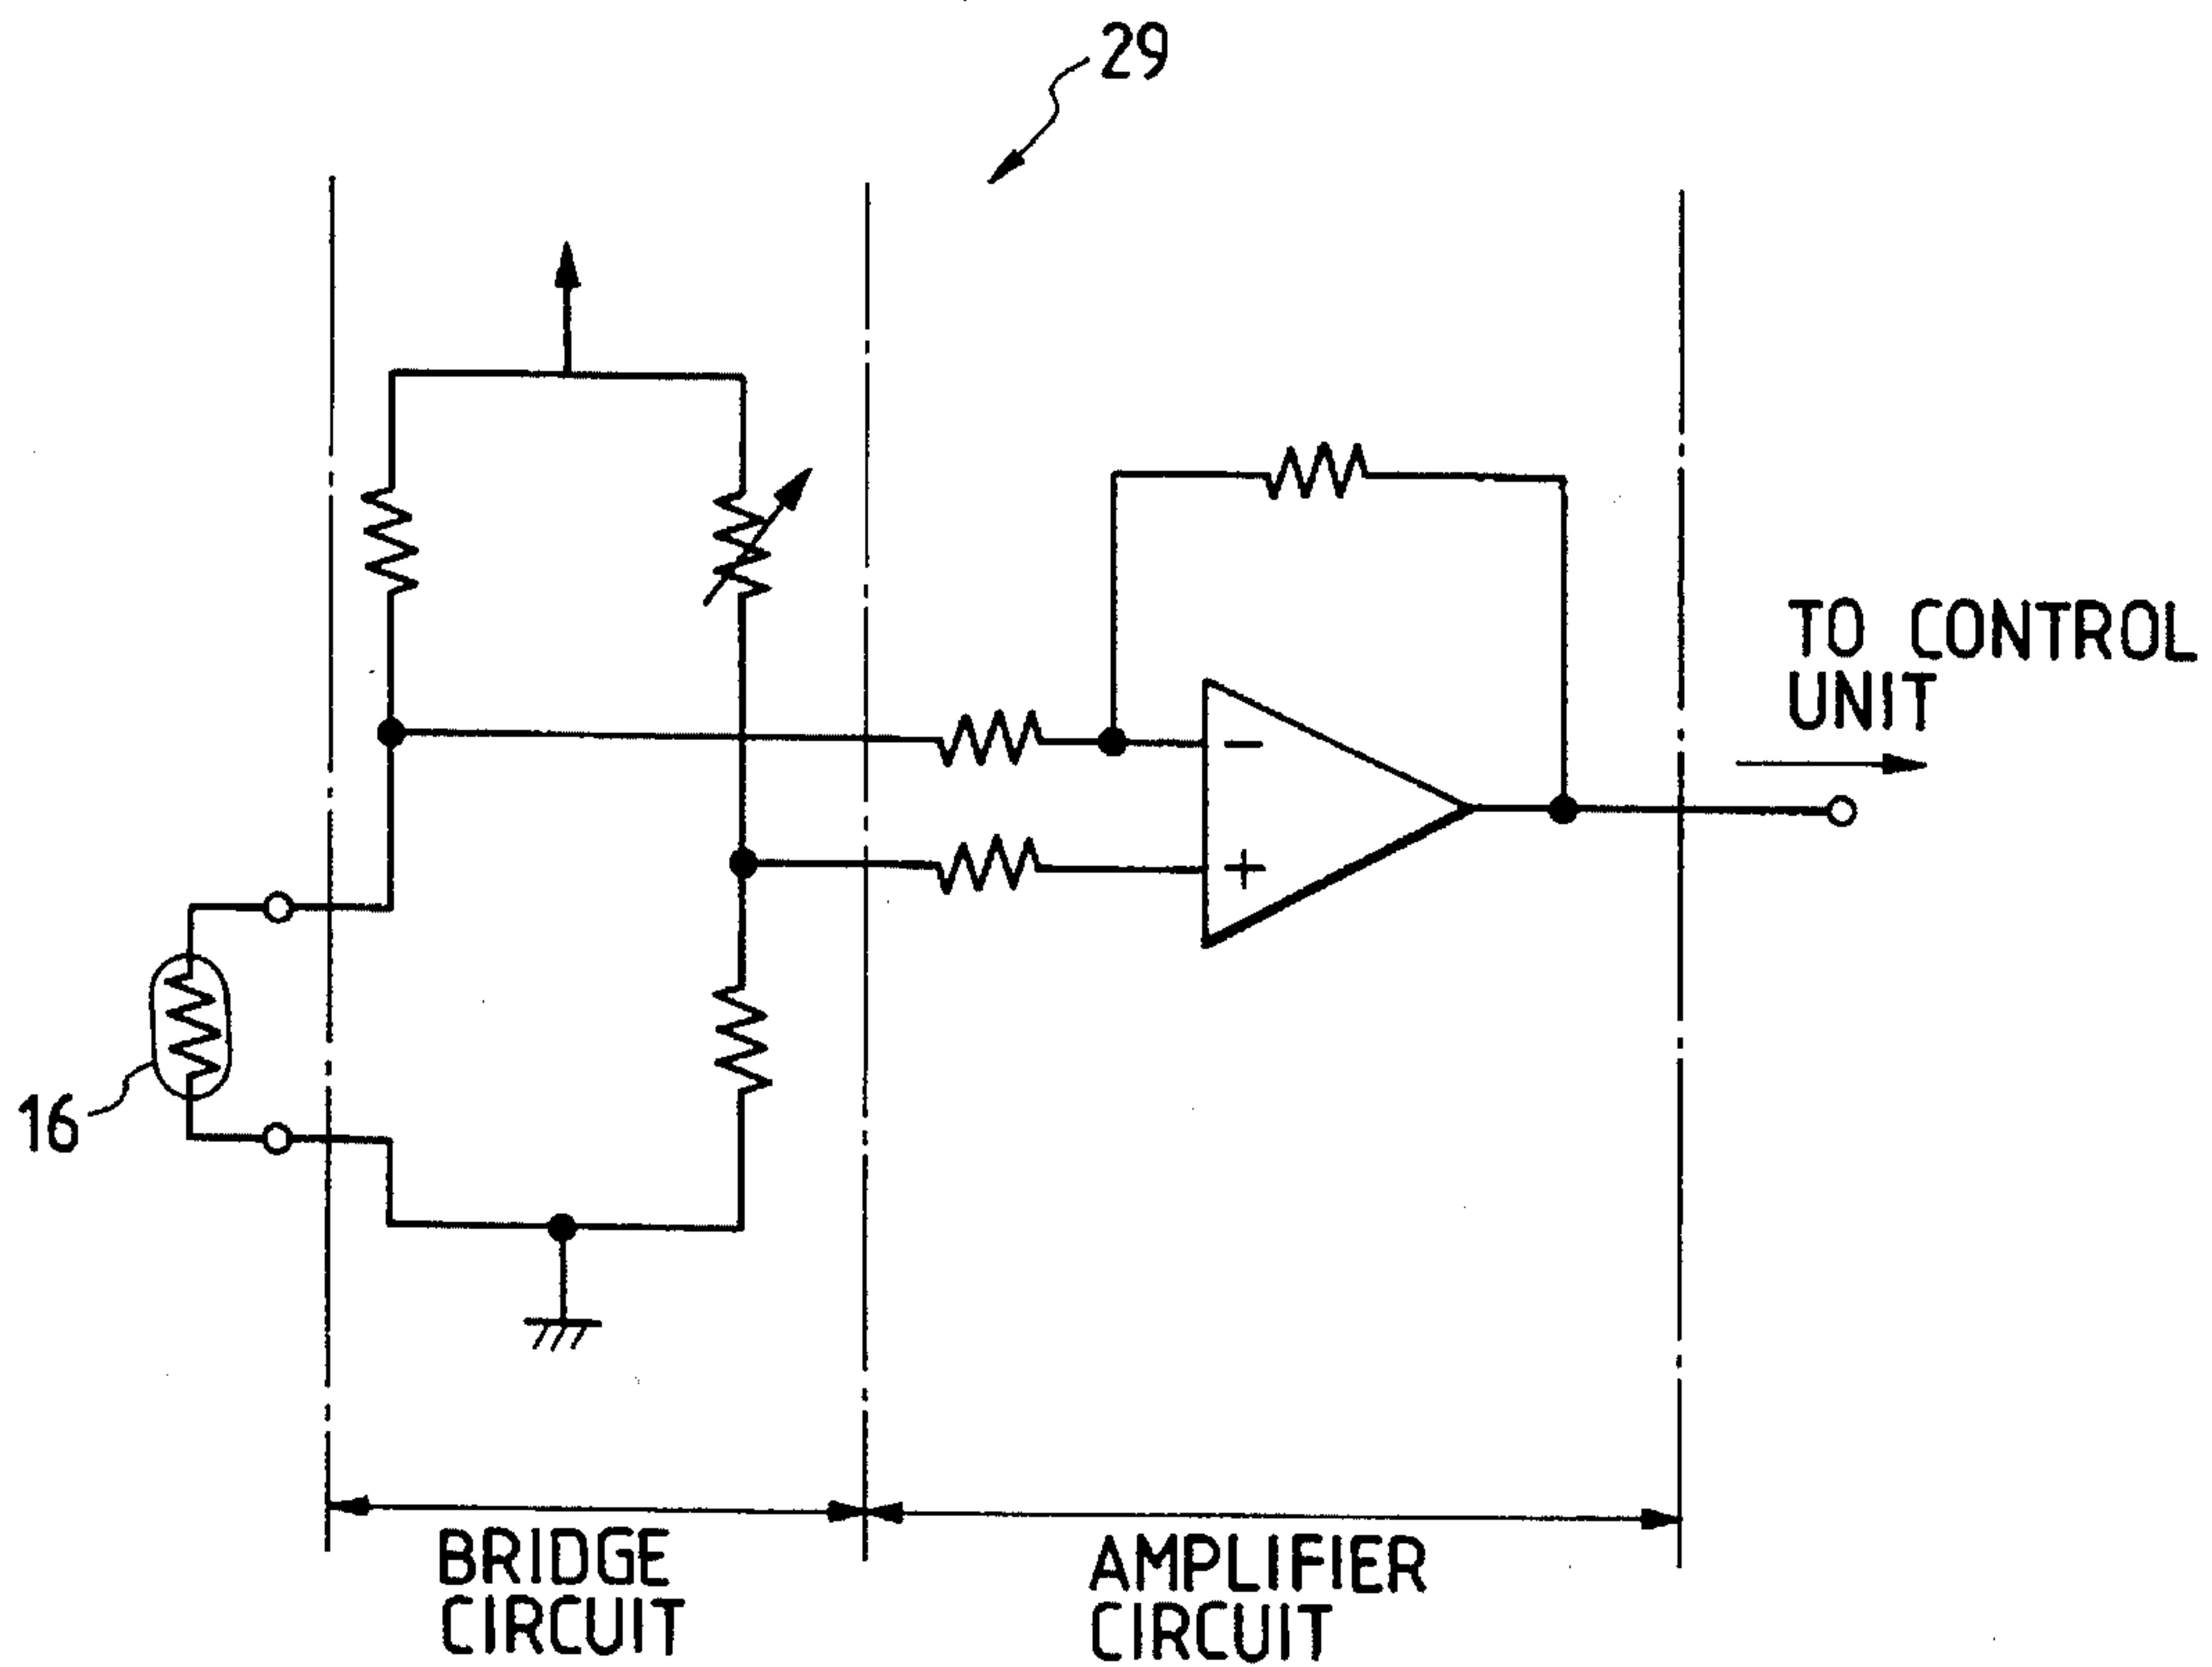 29
TO CONTROL
UNIT
−
+
16
BRIDGE
CIRCUIT
AMPLIFIER
CIRCUIT